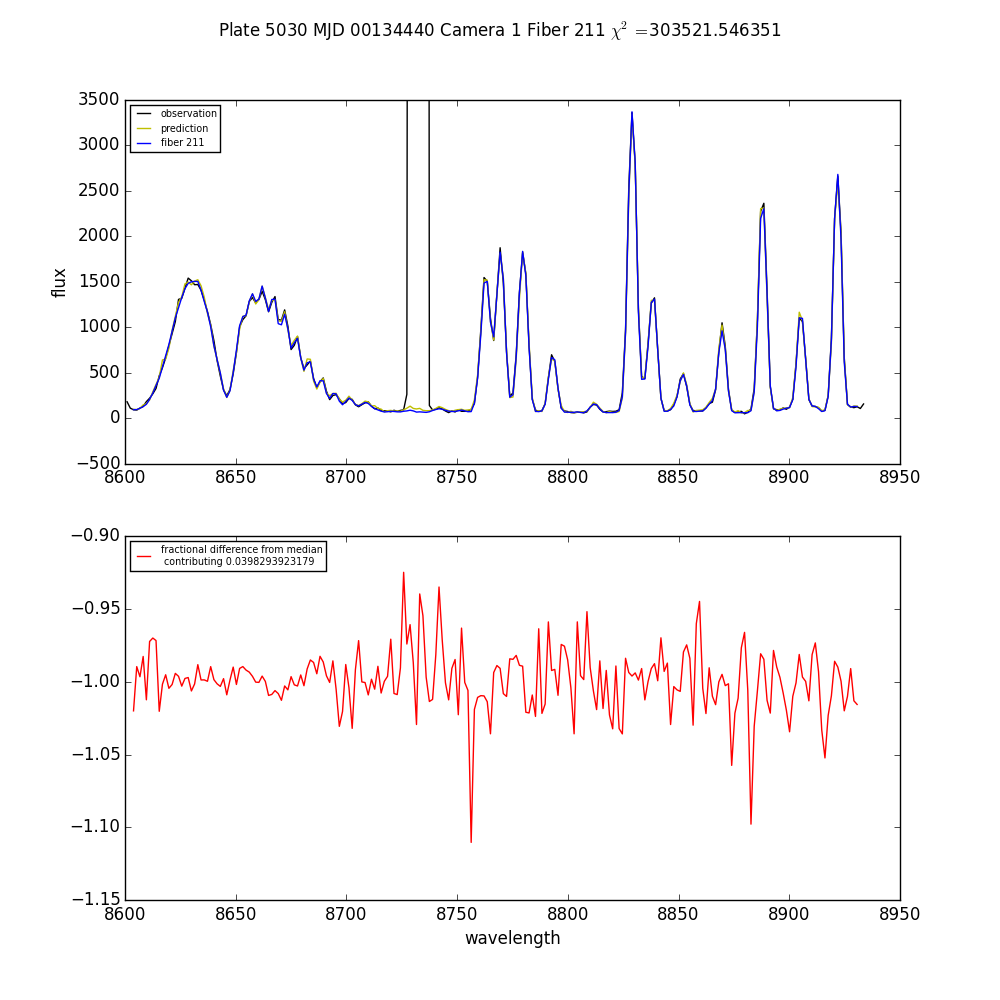 Plate 5030 MJD 00134440 Camera 1 Fiber 211 χ² =303521.546351
3500
3000
2500
2000
1500
1000
500
0
−500
flux
observation
prediction
fiber 211
8600 8650 8700 8750 8800 8850 8900 8950
−0.90
−0.95
−1.00
−1.05
−1.10
−1.15
fractional difference from median
contributing 0.0398293923179
8600 8650 8700 8750 8800 8850 8900 8950
wavelength